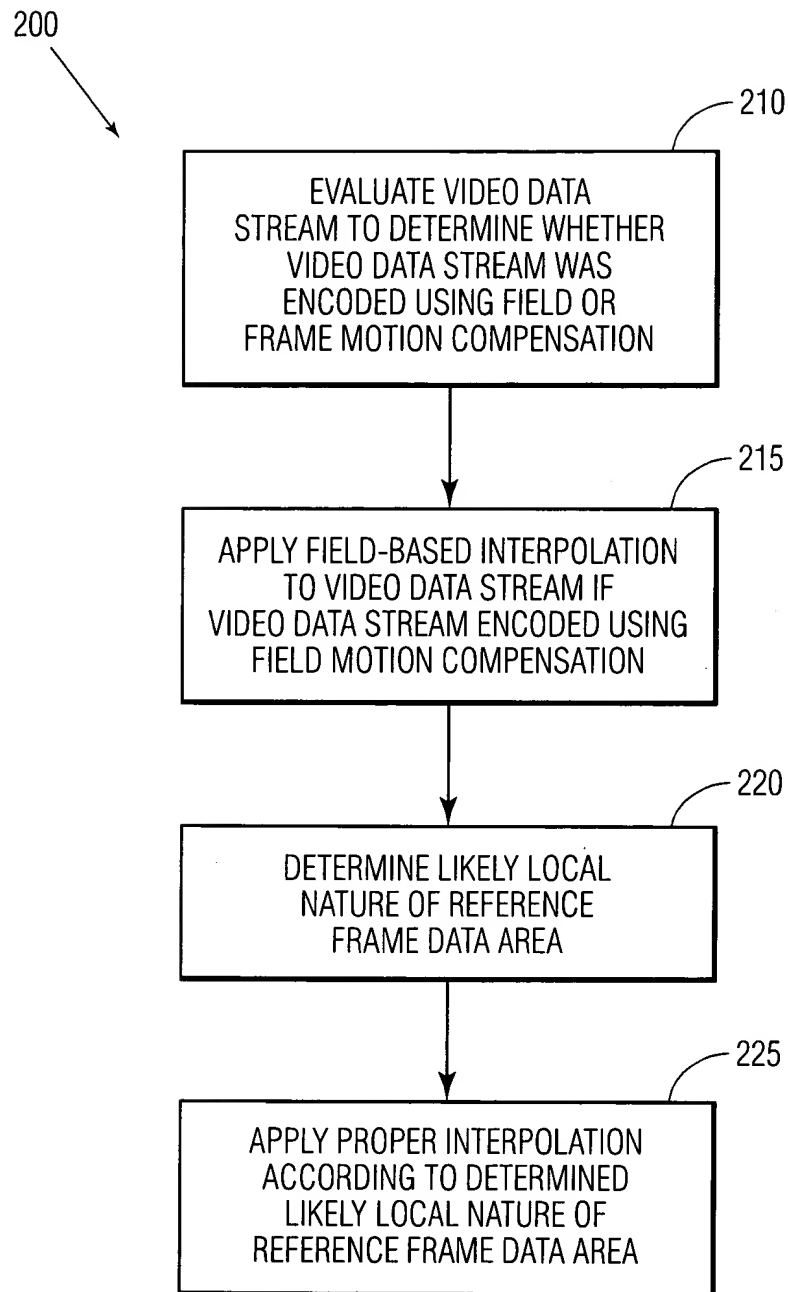 200
210
EVALUATE VIDEO DATA
STREAM TO DETERMINE WHETHER
VIDEO DATA STREAM WAS
ENCODED USING FIELD OR
FRAME MOTION COMPENSATION
215
APPLY FIELD-BASED INTERPOLATION
TO VIDEO DATA STREAM IF
VIDEO DATA STREAM ENCODED USING
FIELD MOTION COMPENSATION
220
DETERMINE LIKELY LOCAL
NATURE OF REFERENCE
FRAME DATA AREA
225
APPLY PROPER INTERPOLATION
ACCORDING TO DETERMINED
LIKELY LOCAL NATURE OF
REFERENCE FRAME DATA AREA